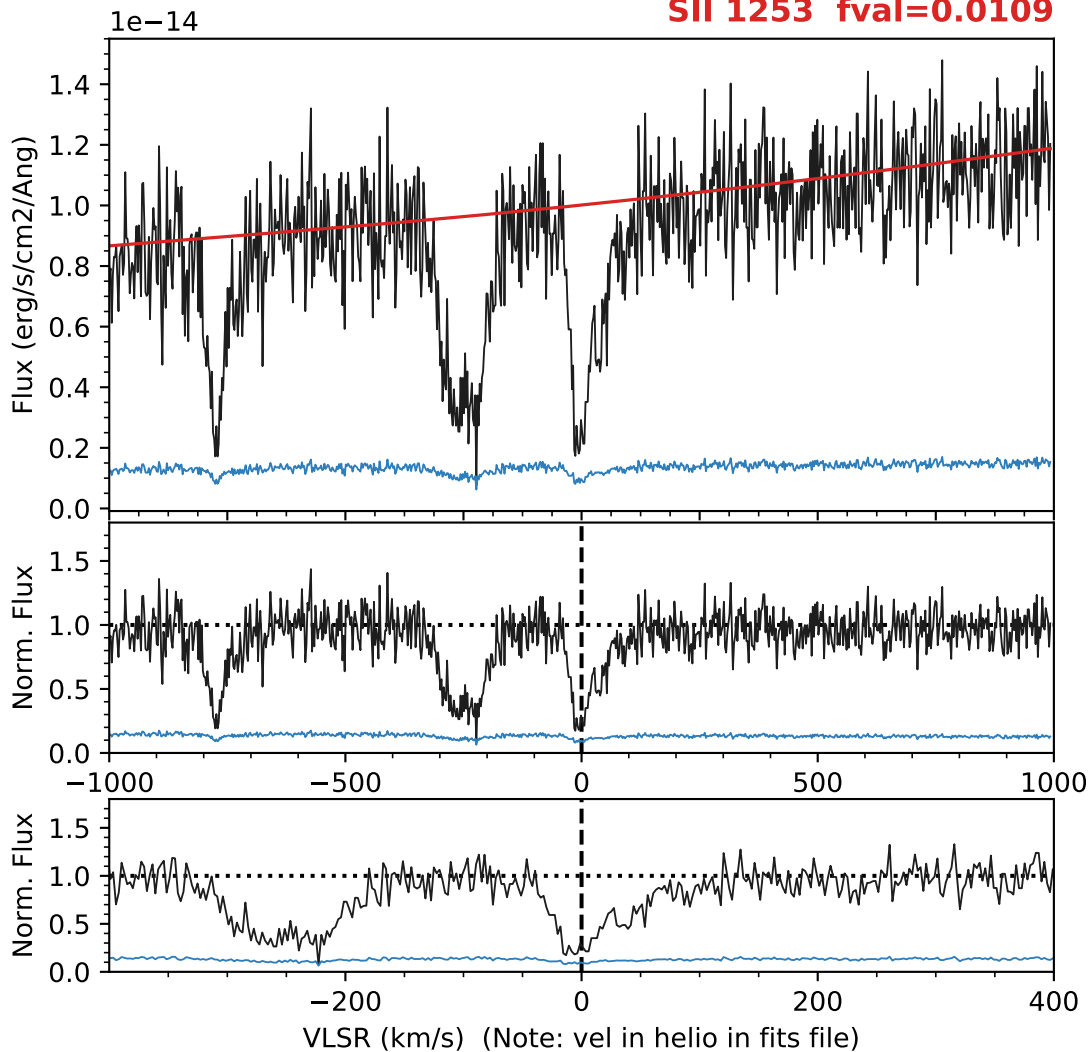 SII 1253 fval=0.0109
1e−14
1.4
1.2
1.0
0.8
0.6
0.4
0.2
0.0
Flux (erg/s/cm2/Ang)
1.5
1.0
0.5
0.0
Norm. Flux
−1000 −500 0 500 1000
1.5
1.0
0.5
0.0
Norm. Flux
−200 0 200 400
VLSR (km/s) (Note: vel in helio in fits file)